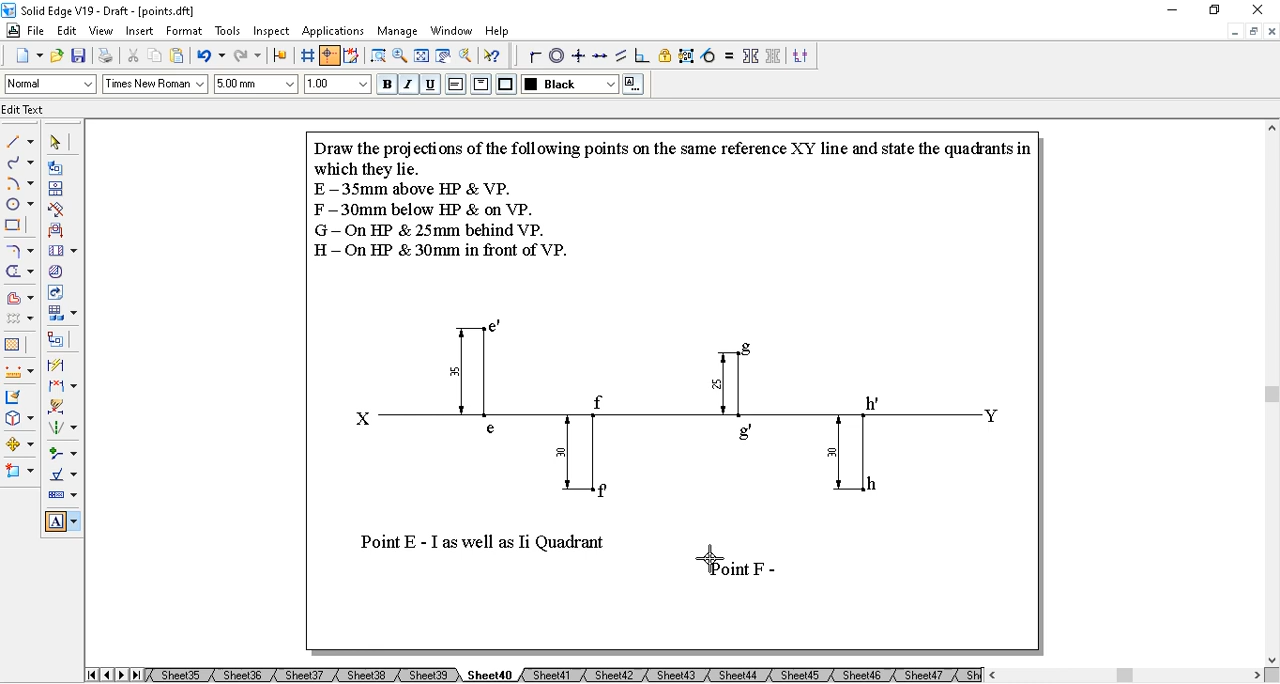 Solid Edge V19 - Draft - [points.dft]
File Edit View Insert Format Tools Inspect Applications Manage Window Help
Normal Times New Roman 5.00 mm 1.00 B I U Black A...
Edit Text
Draw the projections of the following points on the same reference XY line and state the quadrants in
which they lie.
E – 35mm above HP & VP.
F – 30mm below HP & on VP.
G – On HP & 25mm behind VP.
H – On HP & 30mm in front of VP.
e'
g
35
25
f
h'
X
Y
e
g'
30
30
f'
h
Point E - I as well as Ii Quadrant
Point F -
A
Sheet35 Sheet36 Sheet37 Sheet38 Sheet39 Sheet40 Sheet41 Sheet42 Sheet43 Sheet44 Sheet45 Sheet46 Sheet47 Sh